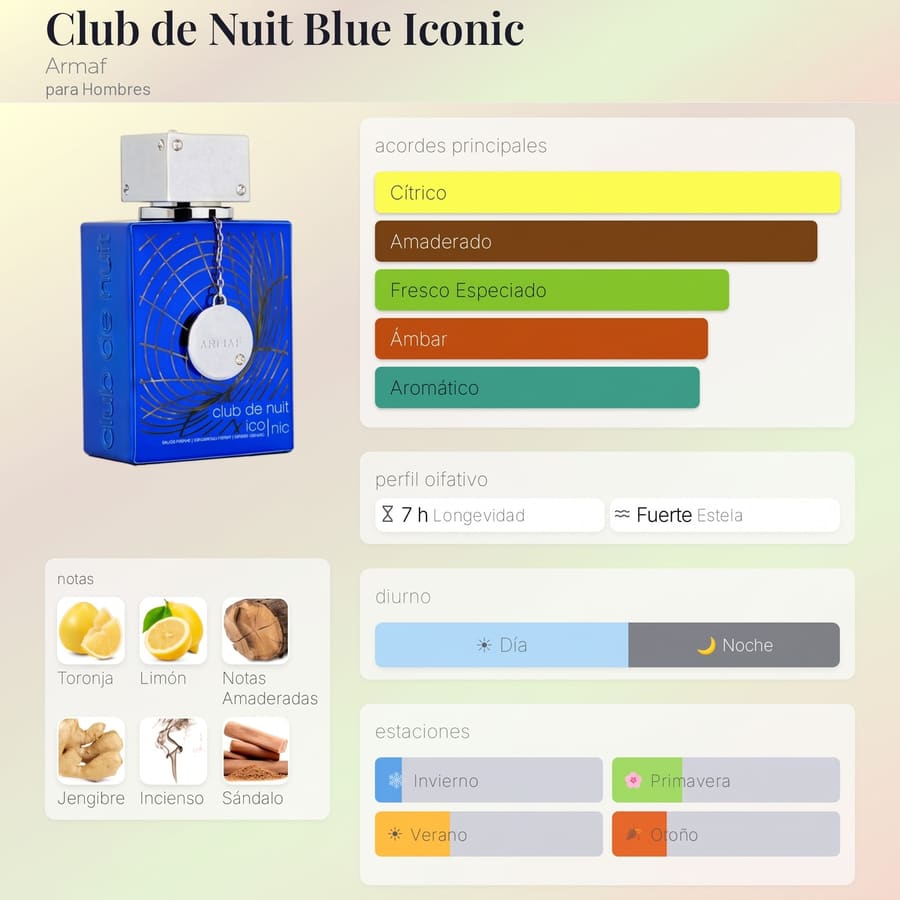 Club de Nuit Blue Iconic
Armaf
para Hombres
club de nuit
ARMAF
club de nuit
ico|nic
acordes principales
Cítrico
Amaderado
Fresco Especiado
Ámbar
Aromático
perfil olfativo
7 h Longevidad
Fuerte Estela
diurno
Día
Noche
notas
Toronja
Limón
Notas
Amaderadas
Jengibre
Incienso
Sándalo
estaciones
Invierno
Primavera
Verano
Otoño